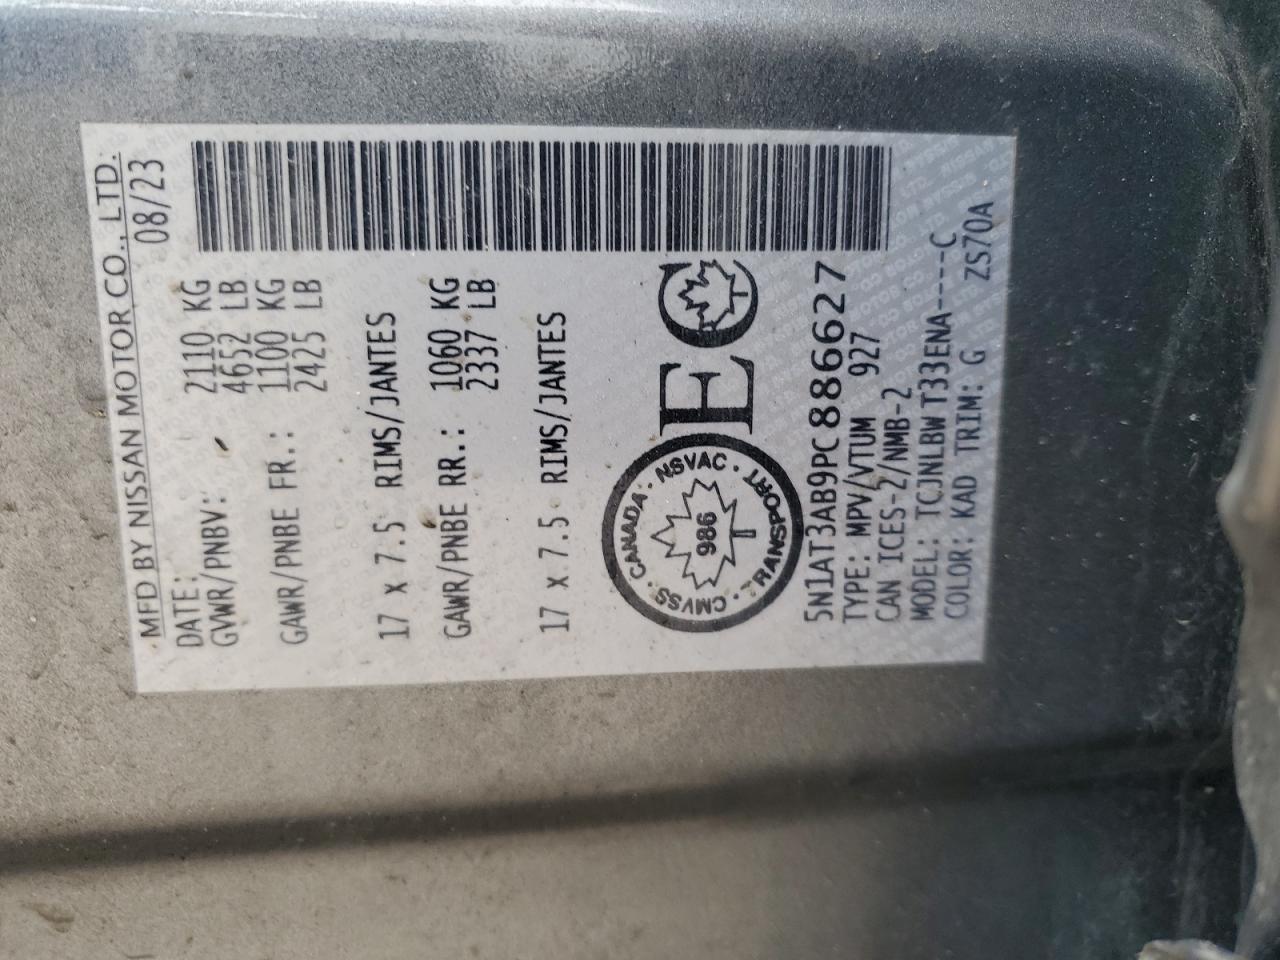 MFD BY NISSAN MOTOR CO., LTD.
DATE: 08/23
GVWR/PNBV: 2110 KG
4652 LB
GAWR/PNBE FR.: 1100 KG
2425 LB
17 x 7.5 RIMS/JANTES
GAWR/PNBE RR.: 1060 KG
2337 LB
17 x 7.5 RIMS/JANTES
CANADA · NSVAC · TRANSPORT · CMVSS ·
986
EC
5N1AT3AB9PC886627
TYPE: MPV/VTUM 927
CAN ICES-2/NMB-2
MODEL: TCJNLBWT33ENA----C
COLOR: KAD TRIM: G ZS70A